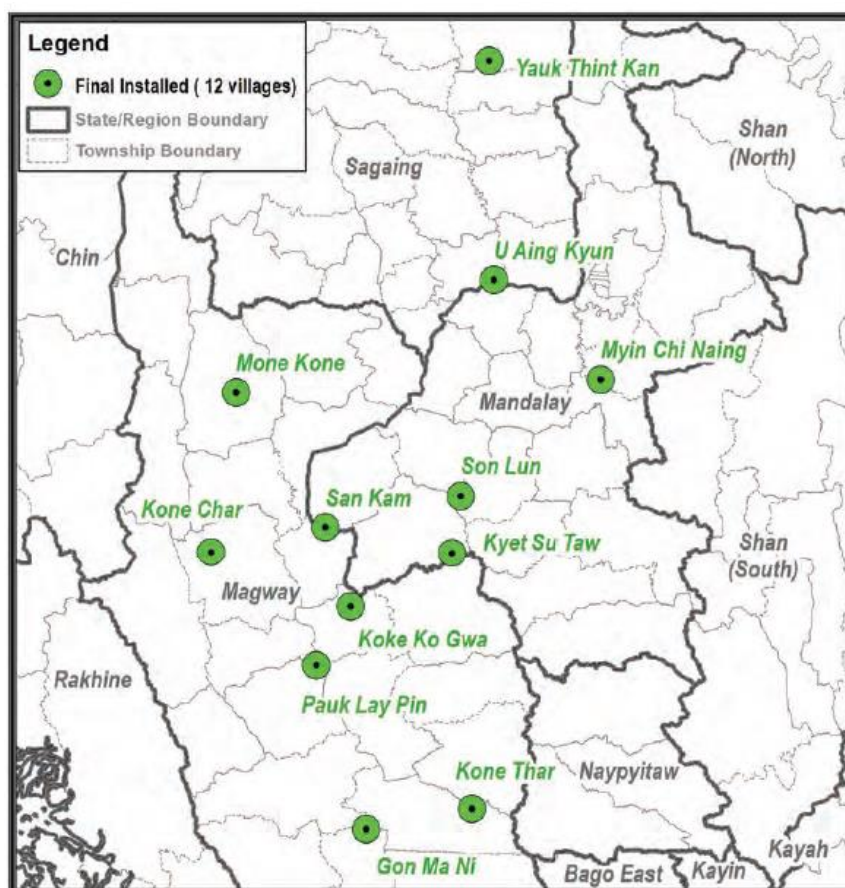 Legend
Final Installed ( 12 villages)
State/Region Boundary
Township Boundary
Yauk Thint Kan
Shan
(North)
Sagaing
Chin
U Aing Kyun
Mone Kone
Myin Chi Naing
Mandalay
Son Lun
San Kam
Kone Char
Kyet Su Taw
Shan
(South)
Magway
Koke Ko Gwa
Rakhine
Pauk Lay Pin
Kone Thar
Naypyitaw
Gon Ma Ni
Bago East
Kayin
Kayah